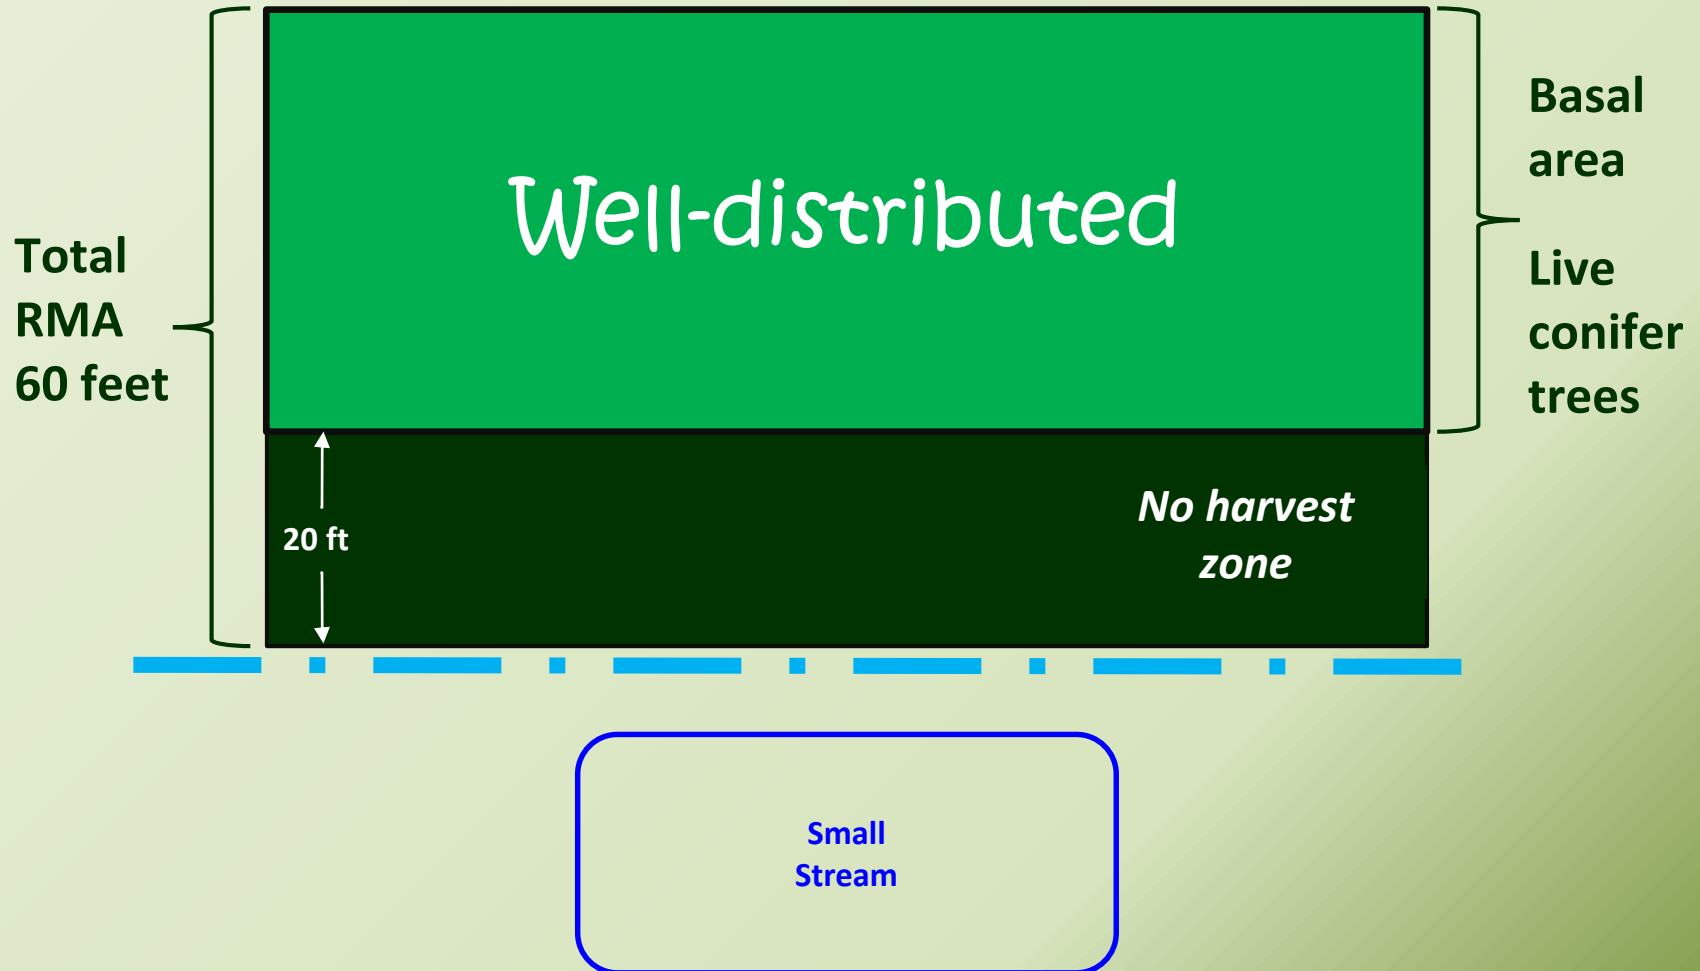 Total
RMA
60 feet
Well-distributed
Basal
area
Live
conifer
trees
20 ft
No harvest
zone
Small
Stream